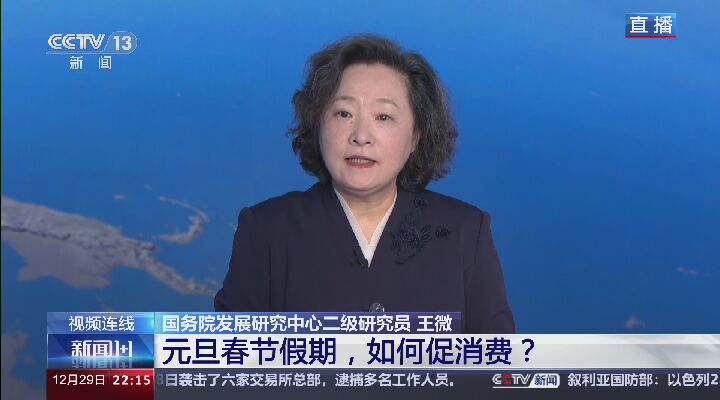 CCTV 13
新闻
直播
视频连线
国务院发展研究中心二级研究员 王微
新闻1+1
元旦春节假期，如何促消费？
12月29日 22:15
8日袭击了六家交易所总部，逮捕多名工作人员。 CCTV 新闻 叙利亚国防部：以色列2